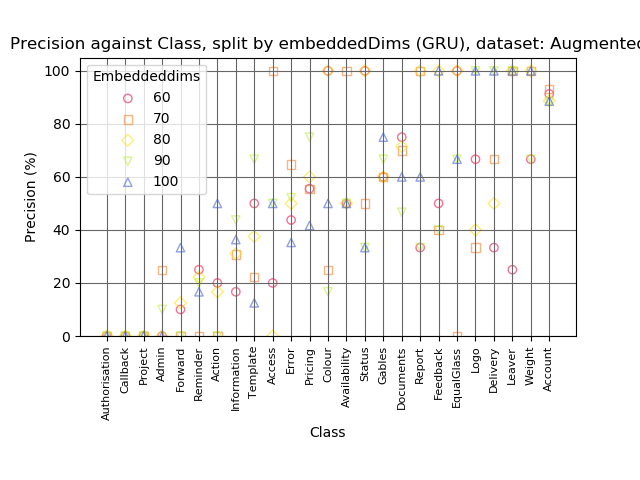 Precision against Class, split by embeddedDims (GRU), dataset: Augmented
Precision (%)
100
80
60
40
20
0
Embeddeddims
60
70
80
90
100
Authorisation
Callback
Project
Admin
Forward
Reminder
Action
Information
Template
Access
Error
Pricing
Colour
Availability
Status
Gables
Documents
Report
Feedback
EqualGlass
Logo
Delivery
Leaver
Weight
Account
Class